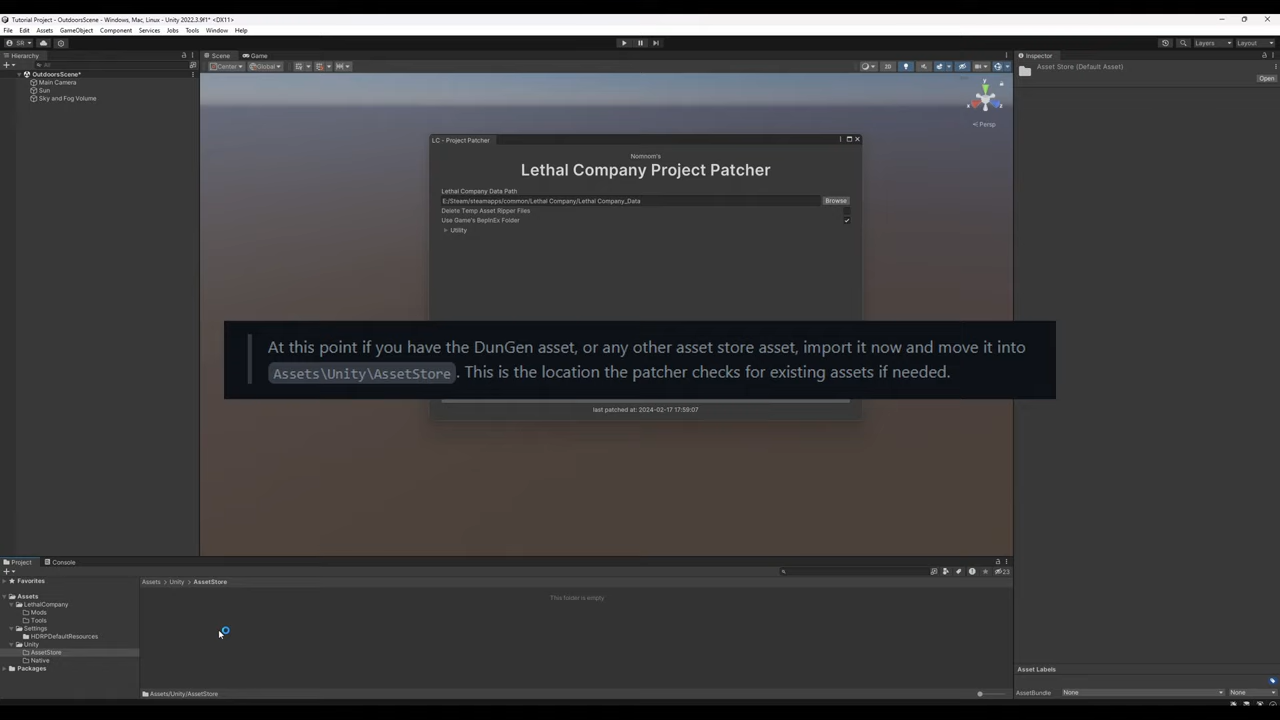 Tutorial Project - OutdoorsScene - Windows, Mac, Linux - Unity 2022.3.9f1* <DX11>
File Edit Assets GameObject Component Services Jobs Tools Window Help
SR
Layers Layout
Hierarchy
Scene Game
Inspector
All
Center Global
2D
Asset Store (Default Asset)
Open
OutdoorsScene*
Main Camera
Sun
Sky and Fog Volume
Persp
LC - Project Patcher
Nomnom's
Lethal Company Project Patcher
Lethal Company Data Path
E:/Steam/steamapps/common/Lethal Company/Lethal Company_Data
Browse
Delete Temp Asset Ripper Files
Use Game's BepInEx Folder
Utility
At this point if you have the DunGen asset, or any other asset store asset, import it now and move it into
Assets\Unity\AssetStore. This is the location the patcher checks for existing assets if needed.
last patched at: 2024-02-17 17:59:07
Project Console
23
Favorites
Assets > Unity > AssetStore
This folder is empty
Assets
LethalCompany
Mods
Tools
Settings
HDRPDefaultResources
Unity
AssetStore
Native
Packages
Assets/Unity/AssetStore
Asset Labels
AssetBundle None None